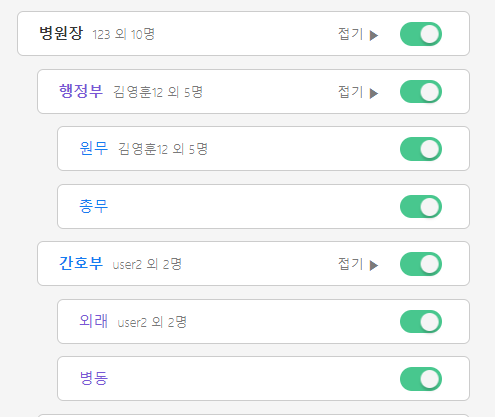 병원장 123 외 10명 접기 ▶
행정부 김영훈12 외 5명 접기 ▶
원무 김영훈12 외 5명
총무
간호부 user2 외 2명 접기 ▶
외래 user2 외 2명
병동